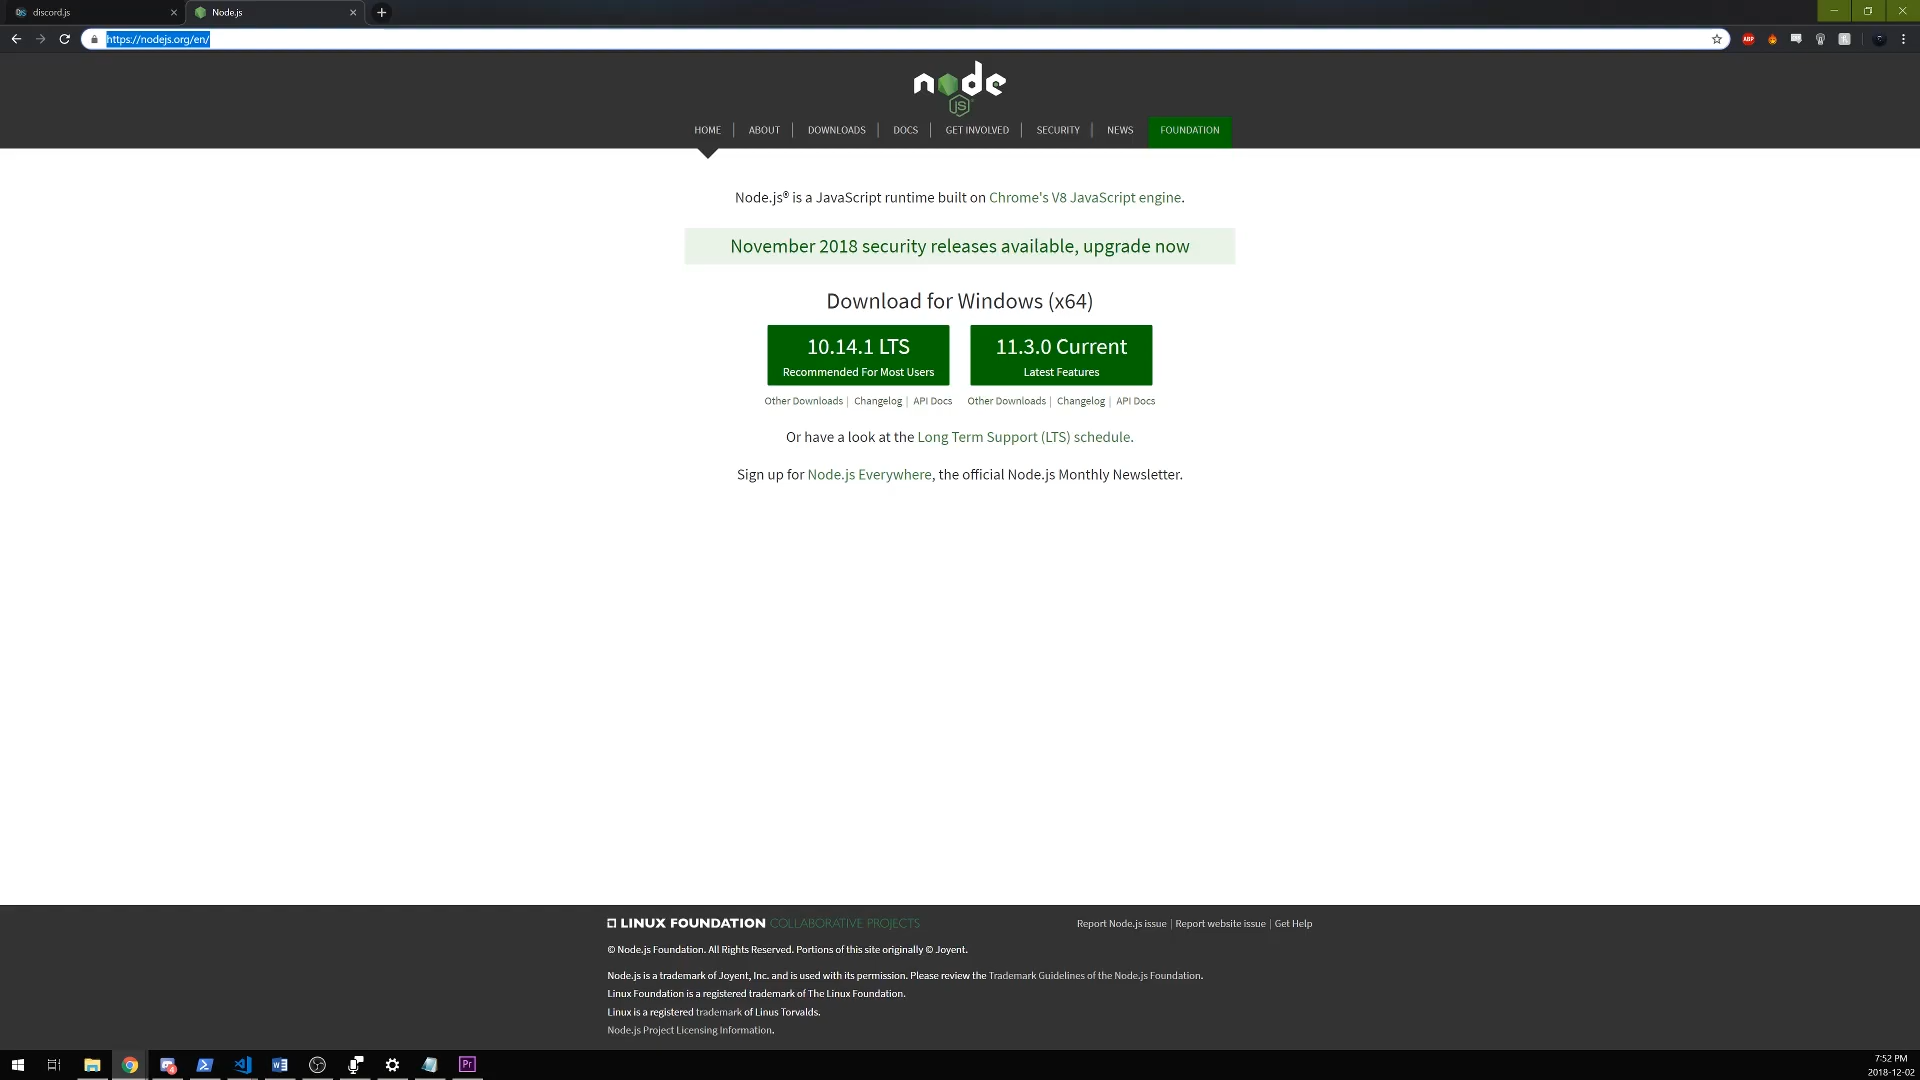 discord.js
Node.js
https://nodejs.org/en/
ABP
node
JS
HOME
ABOUT
DOWNLOADS
DOCS
GET INVOLVED
SECURITY
NEWS
FOUNDATION
Node.js® is a JavaScript runtime built on Chrome's V8 JavaScript engine.
November 2018 security releases available, upgrade now
Download for Windows (x64)
10.14.1 LTS
Recommended For Most Users
11.3.0 Current
Latest Features
Other Downloads | Changelog | API Docs
Other Downloads | Changelog | API Docs
Or have a look at the Long Term Support (LTS) schedule.
Sign up for Node.js Everywhere, the official Node.js Monthly Newsletter.
LINUX FOUNDATION COLLABORATIVE PROJECTS
Report Node.js issue | Report website issue | Get Help
© Node.js Foundation. All Rights Reserved. Portions of this site originally © Joyent.
Node.js is a trademark of Joyent, Inc. and is used with its permission. Please review the Trademark Guidelines of the Node.js Foundation.
Linux Foundation is a registered trademark of The Linux Foundation.
Linux is a registered trademark of Linus Torvalds.
Node.js Project Licensing Information.
4
W
Pr
7:52 PM
2018-12-02